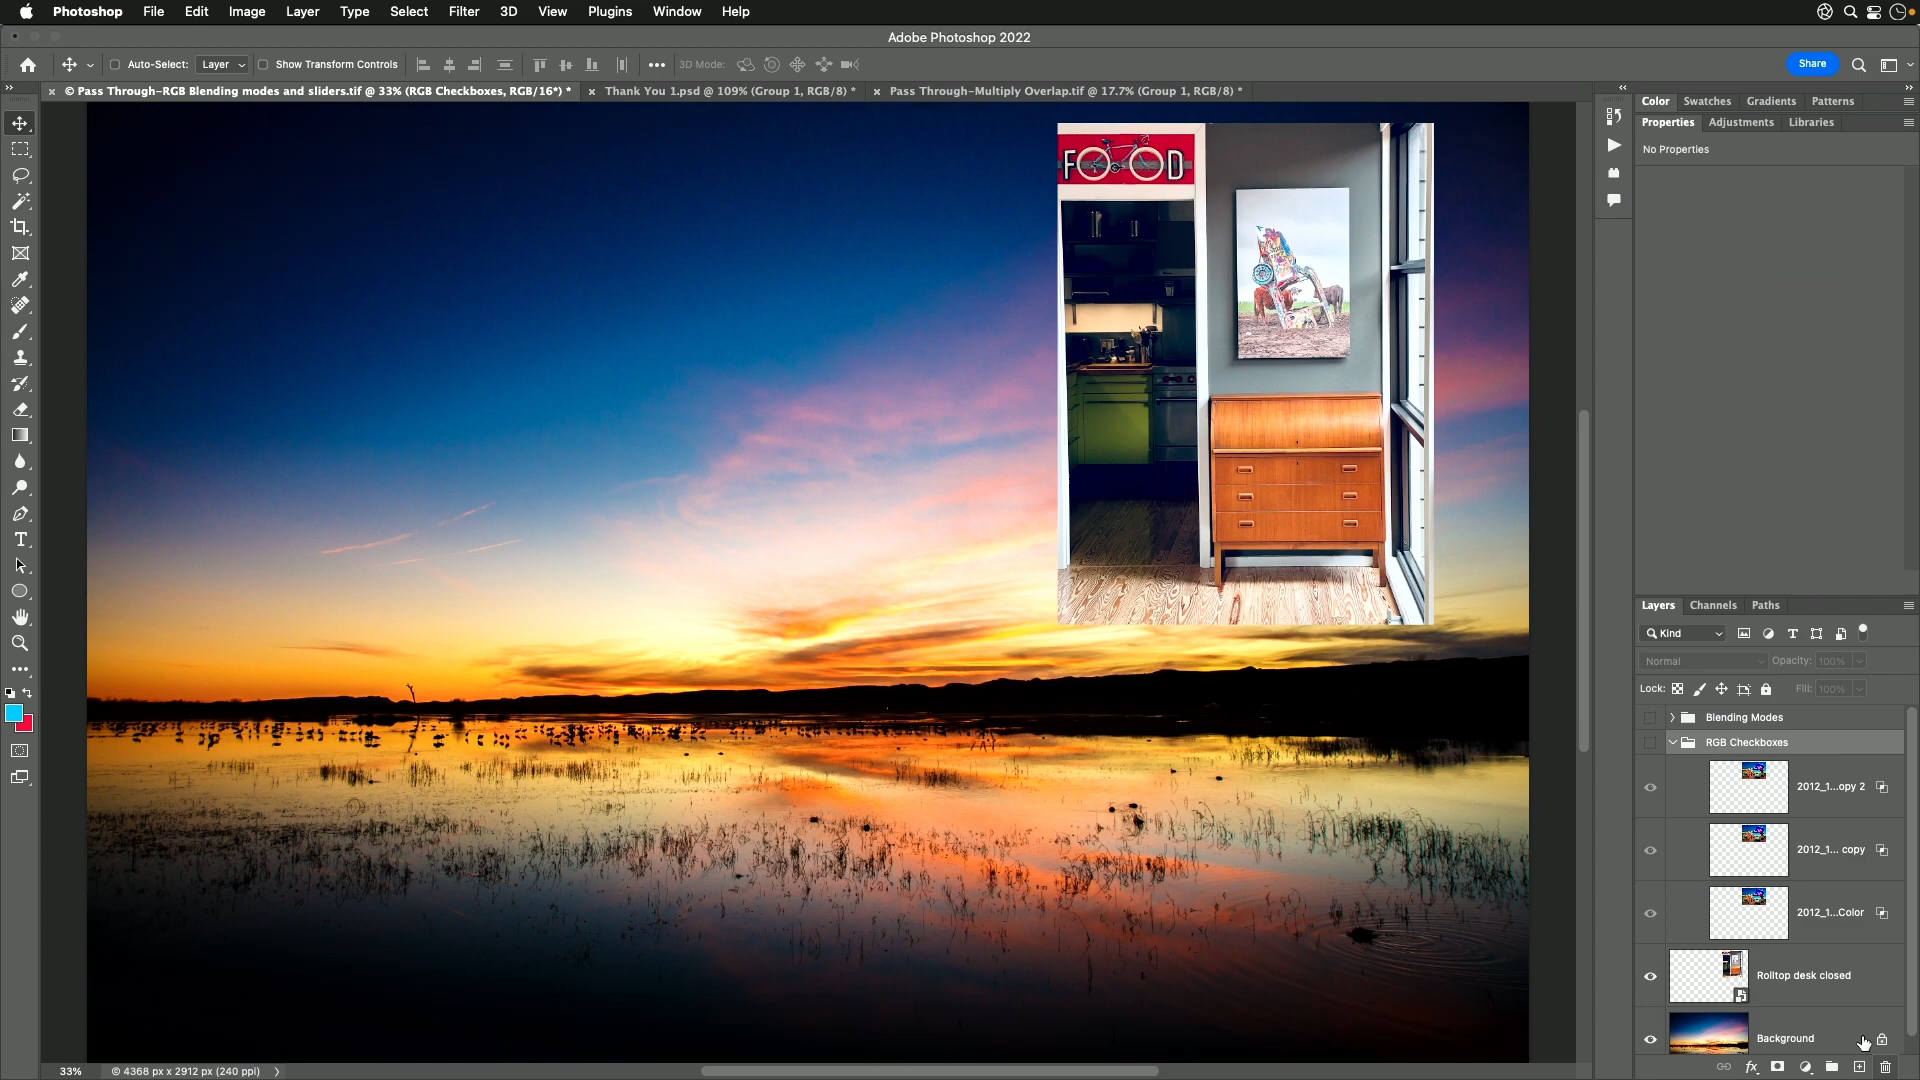 Photoshop File Edit Image Layer Type Select Filter 3D View Plugins Window Help
Adobe Photoshop 2022
Auto-Select: Layer Show Transform Controls 3D Mode: Share
© Pass Through-RGB Blending modes and sliders.tif @ 33% (RGB Checkboxes, RGB/16*) * Thank You 1.psd @ 109% (Group 1, RGB/8) * Pass Through-Multiply Overlap.tif @ 17.7% (Group 1, RGB/8) *
Color Swatches Gradients Patterns
Properties Adjustments Libraries
No Properties
FOOD
Layers Channels Paths
Kind
Normal Opacity: 100%
Lock: Fill: 100%
Blending Modes
RGB Checkboxes
2012_1...opy 2
2012_1... copy
2012_1...Color
Rolltop desk closed
Background
33% © 4368 px x 2912 px (240 ppi)